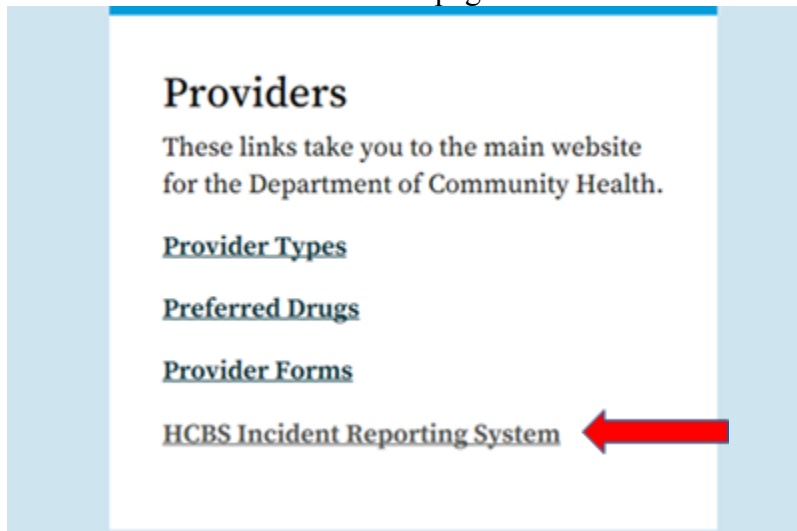 Providers
These links take you to the main website
for the Department of Community Health.
Provider Types
Preferred Drugs
Provider Forms
HCBS Incident Reporting System